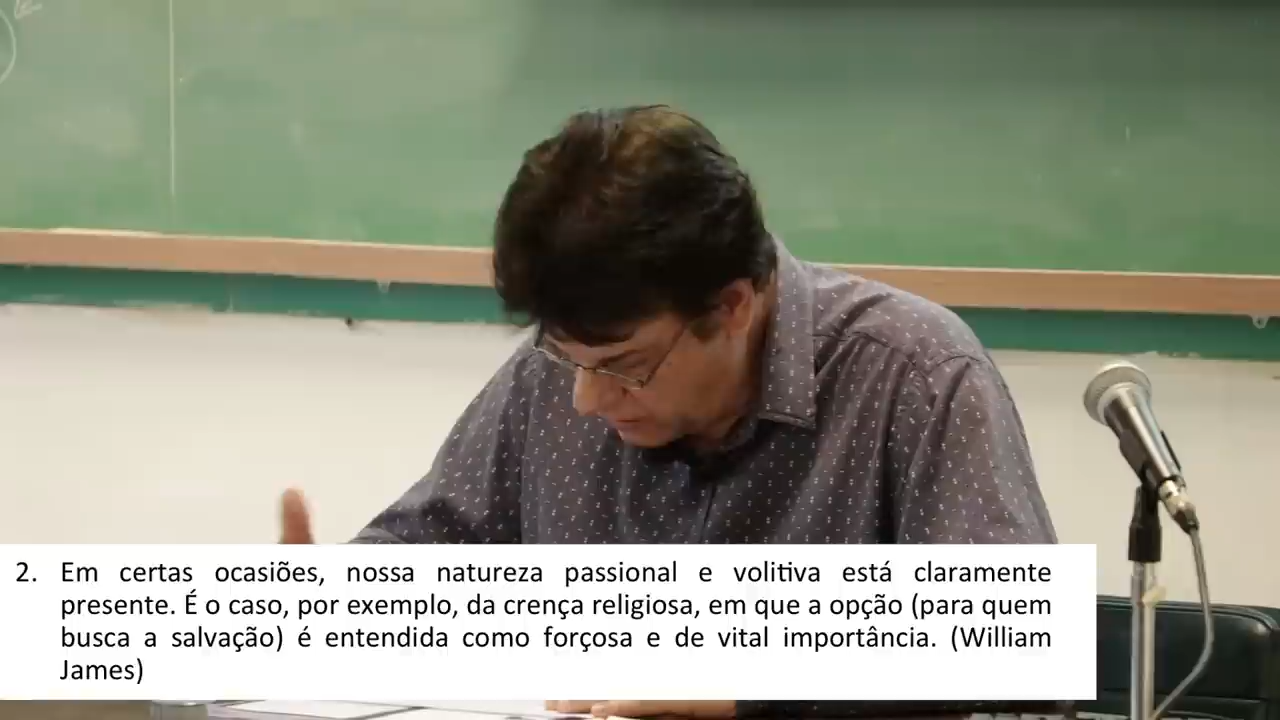 2. Em certas ocasiões, nossa natureza passional e volitiva está claramente
presente. É o caso, por exemplo, da crença religiosa, em que a opção (para quem
busca a salvação) é entendida como forçosa e de vital importância. (William
James)